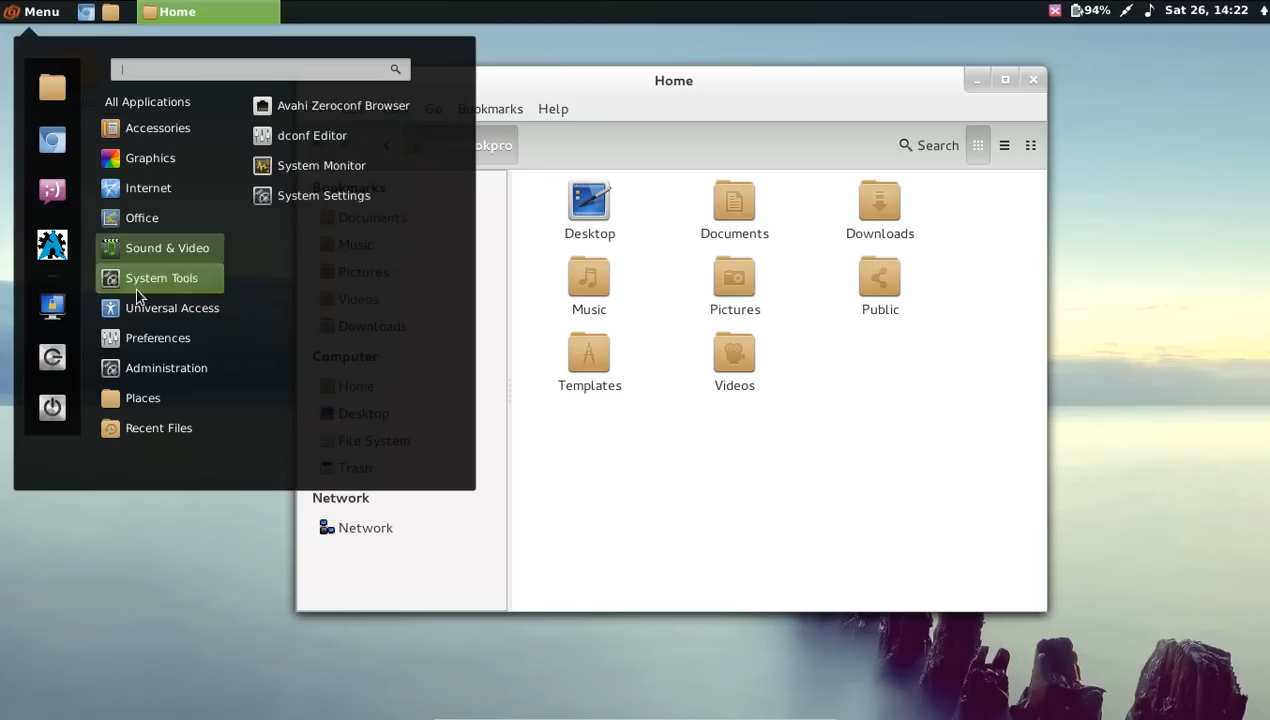 Menu
Home
94%
Sat 26, 14:22
All Applications
Accessories
Graphics
Internet
Office
Sound & Video
System Tools
Universal Access
Preferences
Administration
Places
Recent Files
Avahi Zeroconf Browser
dconf Editor
System Monitor
System Settings
Home
Go Bookmarks Help
okpro
Search
Bookmarks
Documents
Music
Pictures
Videos
Downloads
Computer
Home
Desktop
File System
Trash
Network
Network
Desktop
Documents
Downloads
Music
Pictures
Public
Templates
Videos